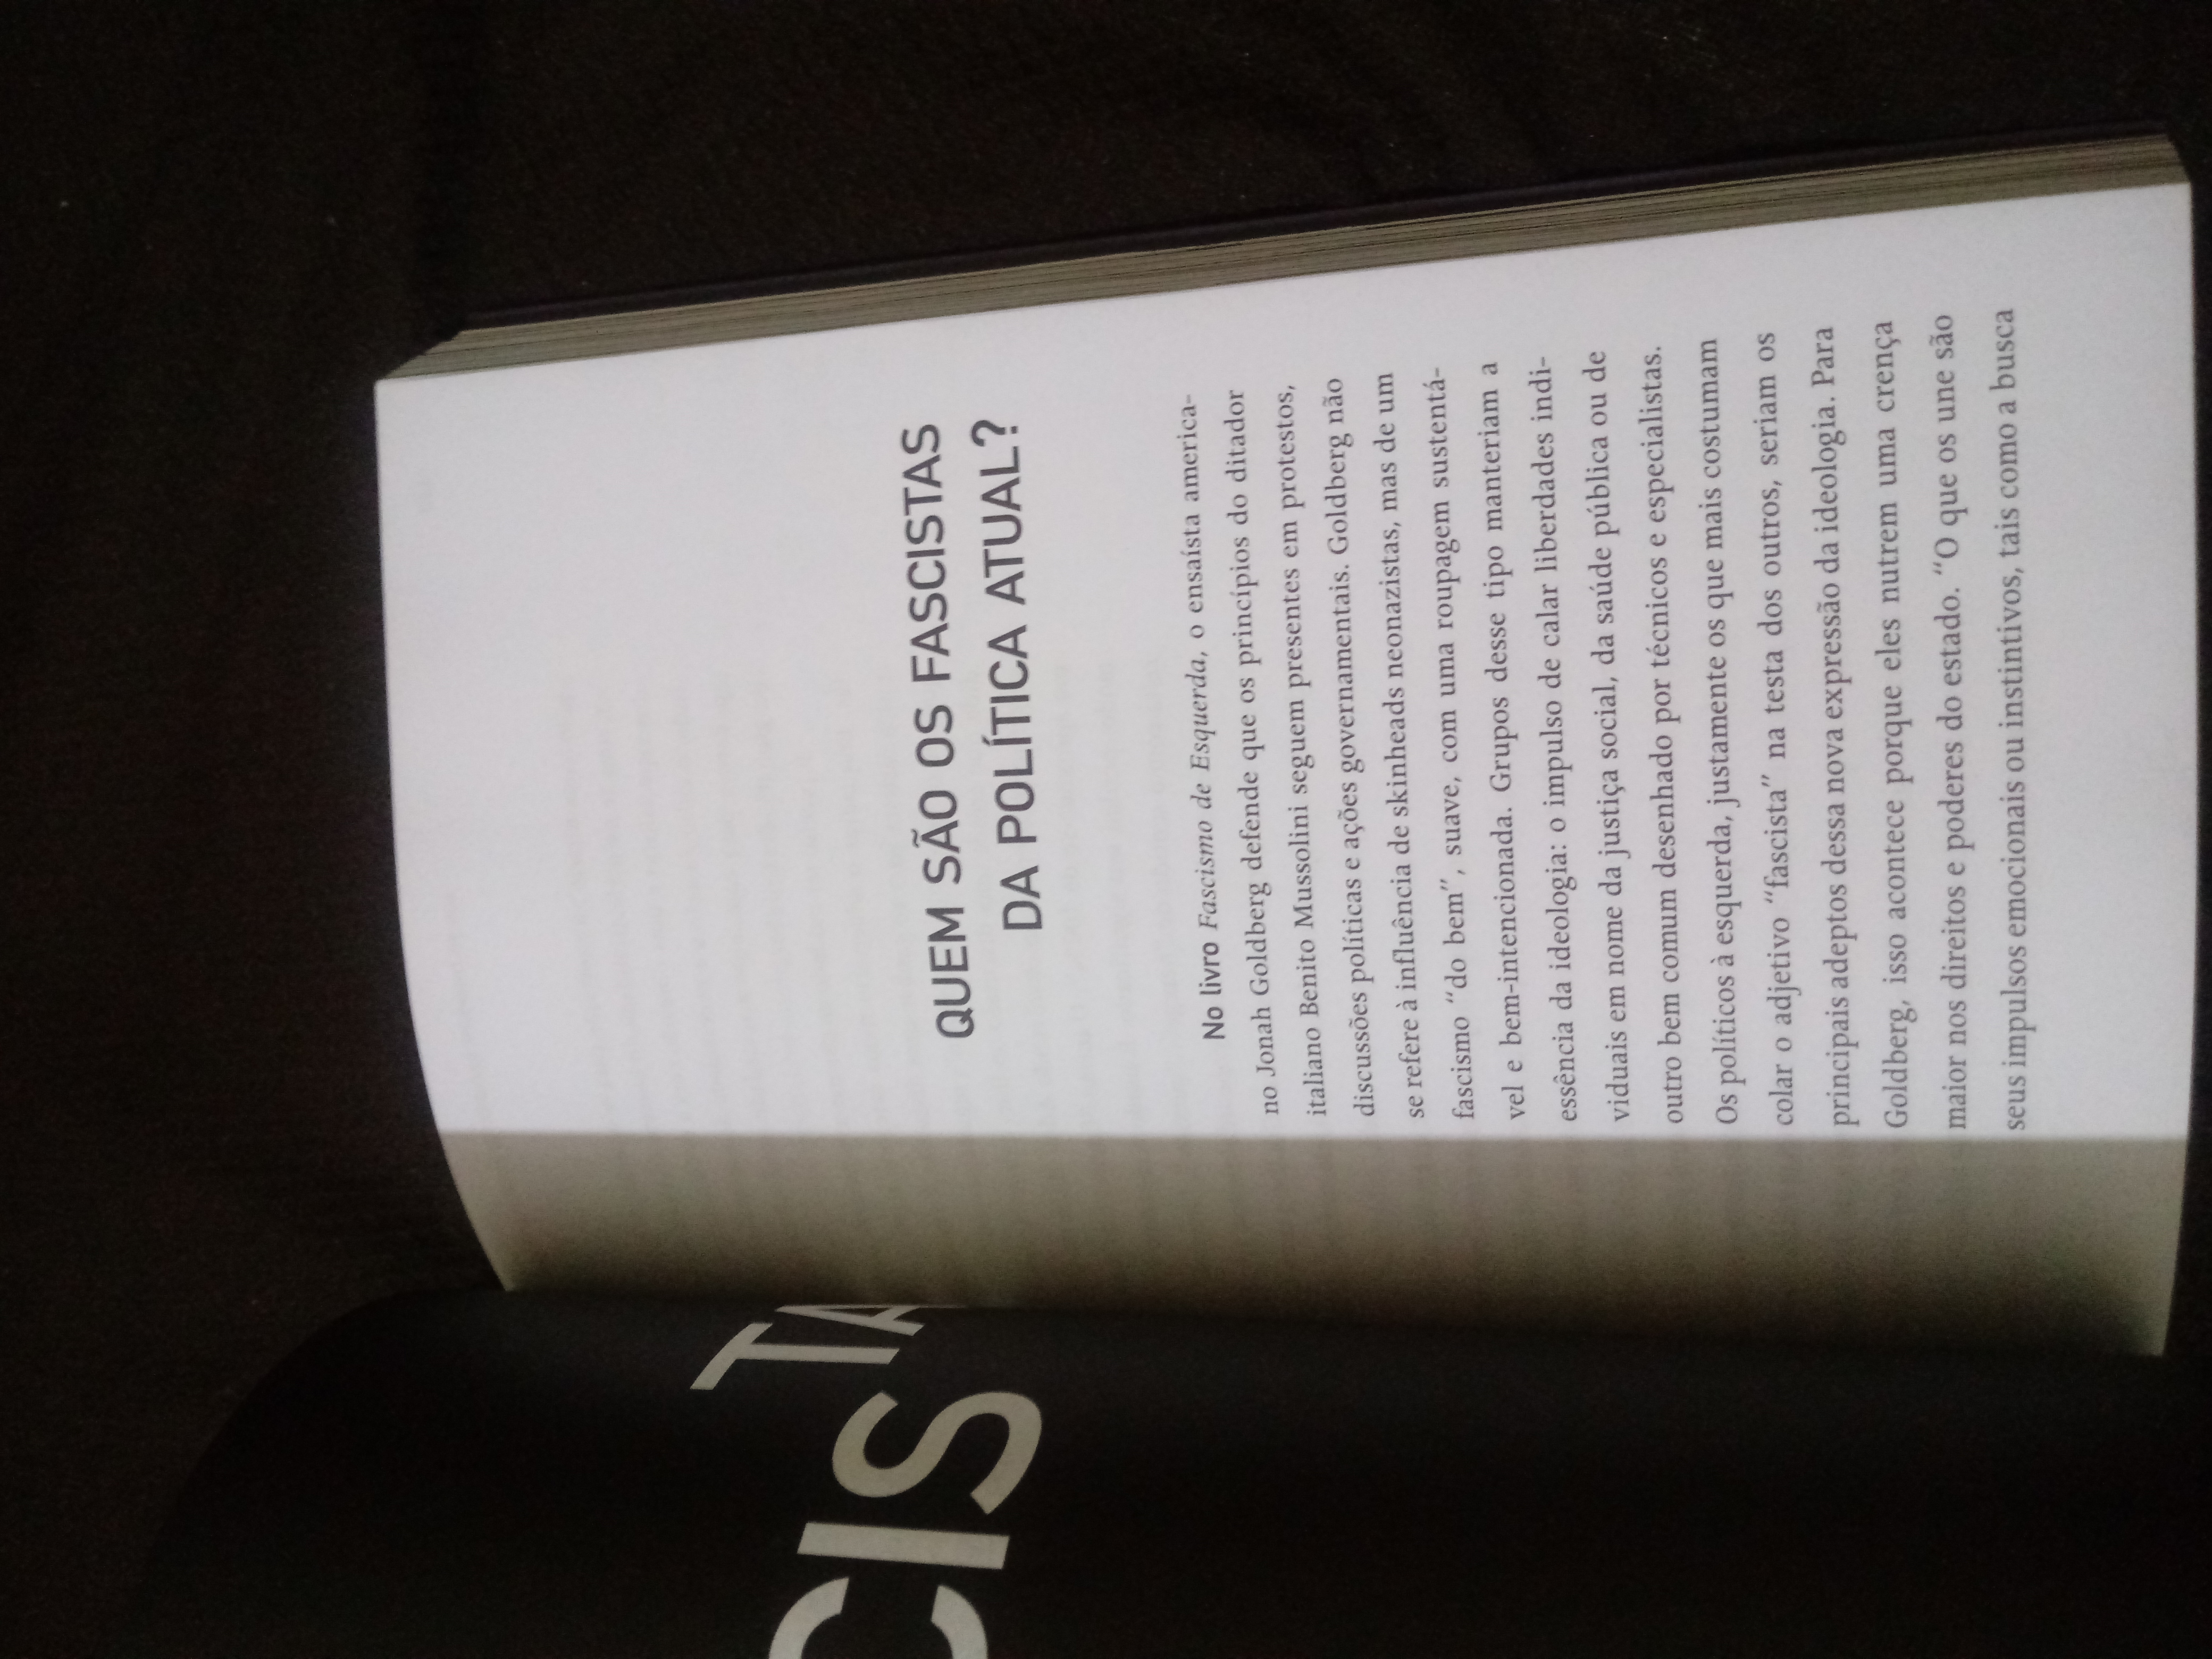 CISTA
QUEM SÃO OS FASCISTAS
DA POLÍTICA ATUAL?
No livro Fascismo de Esquerda, o ensaísta america-
no Jonah Goldberg defende que os princípios do ditador
italiano Benito Mussolini seguem presentes em protestos,
discussões políticas e ações governamentais. Goldberg não
se refere à influência de skinheads neonazistas, mas de um
fascismo “do bem”, suave, com uma roupagem sustentá-
vel e bem-intencionada. Grupos desse tipo manteriam a
essência da ideologia: o impulso de calar liberdades indi-
viduais em nome da justiça social, da saúde pública ou de
outro bem comum desenhado por técnicos e especialistas.
Os políticos à esquerda, justamente os que mais costumam
colar o adjetivo “fascista” na testa dos outros, seriam os
principais adeptos dessa nova expressão da ideologia. Para
Goldberg, isso acontece porque eles nutrem uma crença
maior nos direitos e poderes do estado. “O que os une são
seus impulsos emocionais ou instintivos, tais como a busca